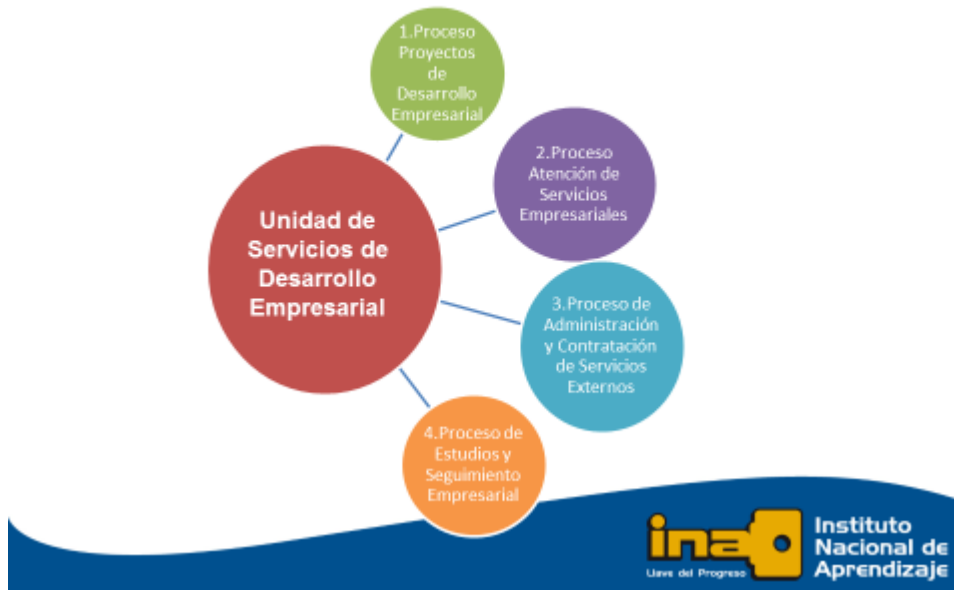 1.Proceso
Proyectos
de
Desarrollo
Empresarial
2.Proceso
Atención de
Servicios
Empresariales
Unidad de
Servicios de
Desarrollo
Empresarial
3.Proceso de
Administración
y Contratación
de Servicios
Externos
4.Proceso de
Estudios y
Seguimiento
Empresarial
ina
Llave del Progreso
Instituto
Nacional de
Aprendizaje